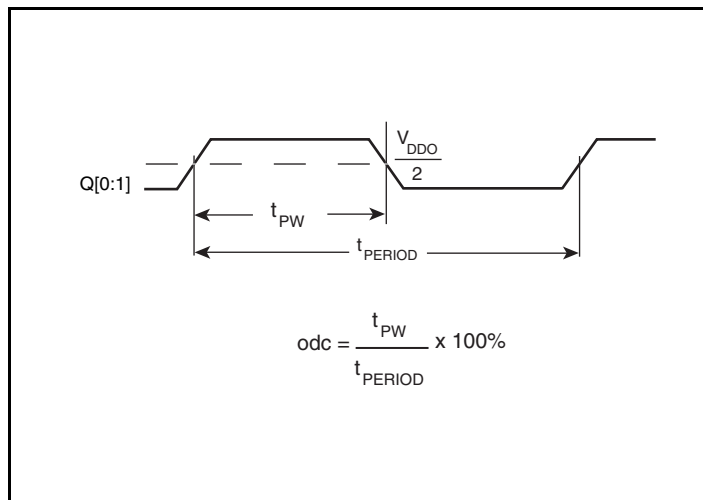 V_DDO
2
Q[0:1]
t_PW
t_PERIOD
odc = t_PW / t_PERIOD x 100%